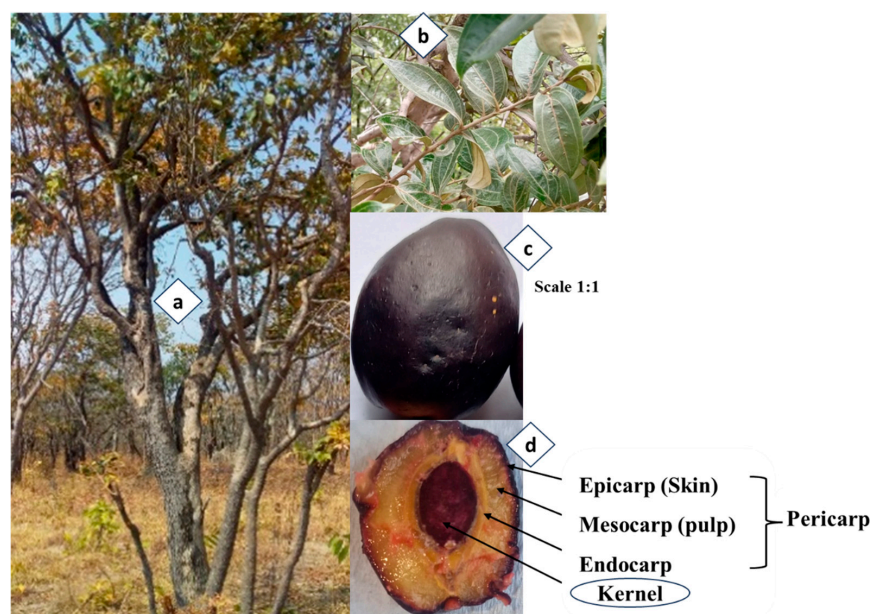 a
b
c
Scale 1:1
d
Epicarp (Skin)
Mesocarp (pulp)
Endocarp
Kernel
Pericarp